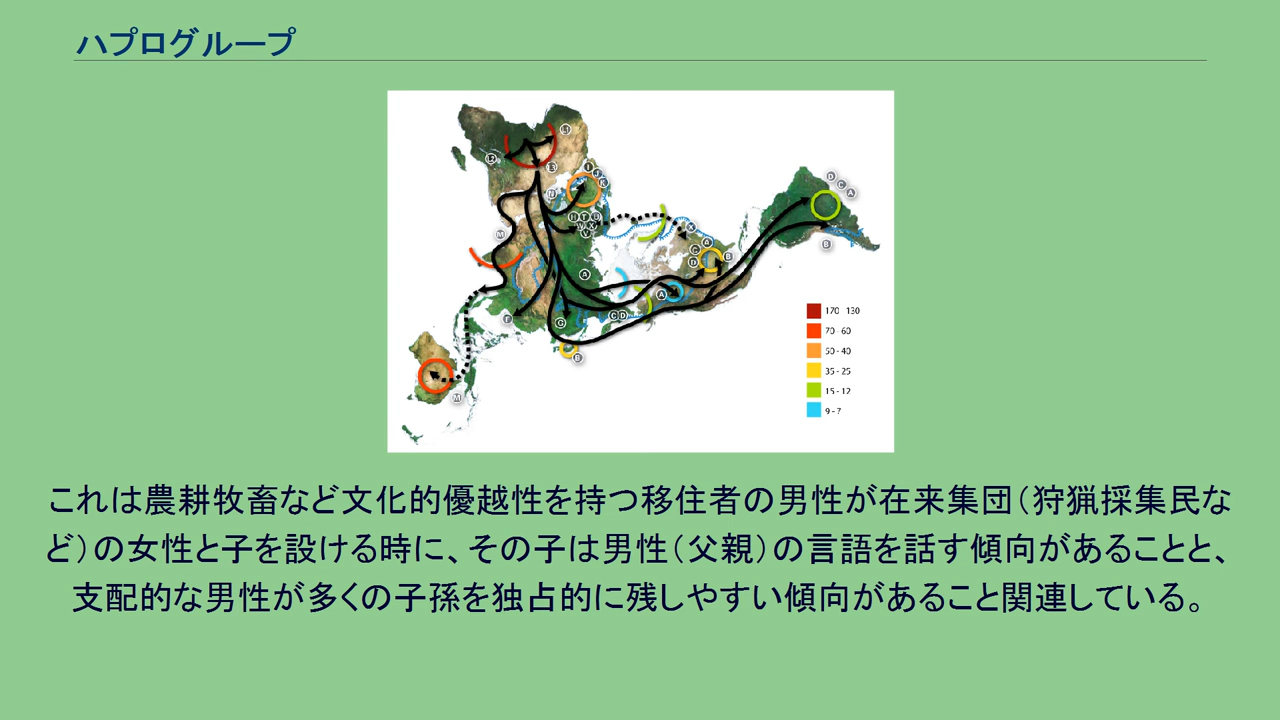 ハプログループ
L1
L2
L3
I
J
K
N
H T U
V X
Y
M
X
A
C
D
B
A
A
F
G
C D
B
M
D
C
A
B
170 130
70 - 60
50 - 40
35 - 25
15 - 12
9 - 7
これは農耕牧畜など文化的優越性を持つ移住者の男性が在来集団（狩猟採集民な
ど）の女性と子を設ける時に、その子は男性（父親）の言語を話す傾向があることと、
支配的な男性が多くの子孫を独占的に残しやすい傾向があること関連している。